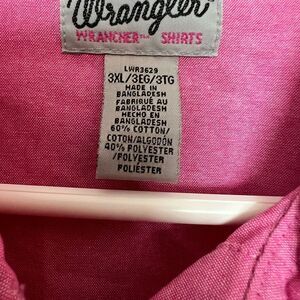 Wrangler
WRANCHER™ SHIRTS
LWR3629
3XL/3EG/3TG
MADE IN
BANGLADESH
FABRIQUÉ AU
BANGLADESH
HECHO EN
BANGLADESH
60% COTTON/
COTON/ALGODÓN
40% POLYESTER
/POLYESTER
/POLIÉSTER